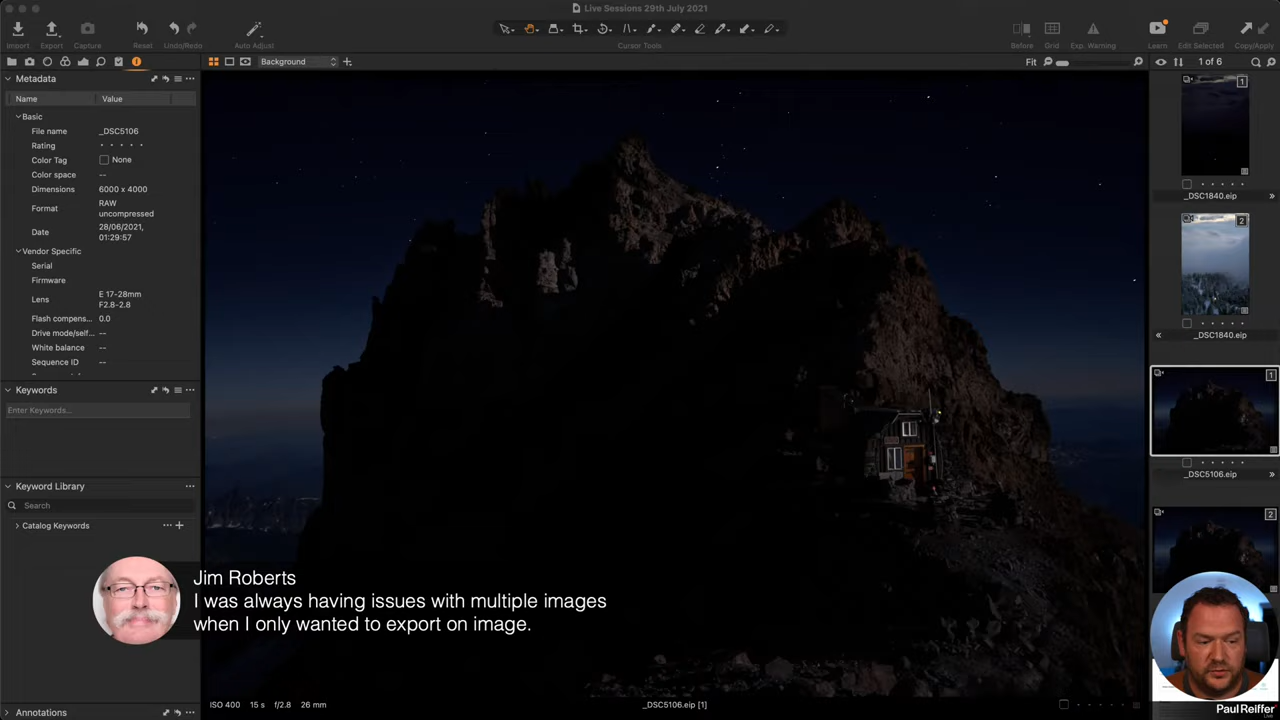 Live Sessions 29th July 2021
Import
Export
Capture
Reset
Undo/Redo
Auto Adjust
Cursor Tools
Before
Grid
Exp. Warning
Learn
Edit Selected
Copy/Apply
Background
Fit
1 of 6
Metadata
Name Value
Basic
File name _DSC5106
Rating
Color Tag None
Color space --
Dimensions 6000 x 4000
Format RAW
uncompressed
Date 28/06/2021,
01:29:57
Vendor Specific
Serial
Firmware
Lens E 17-28mm
F2.8-2.8
Flash compens... 0.0
Drive mode/self... --
White balance --
Sequence ID --
Keywords
Enter Keywords...
Keyword Library
Search
Catalog Keywords
Annotations
1
_DSC1840.eip
2
_DSC1840.eip
1
_DSC5106.eip
2
Jim Roberts
I was always having issues with multiple images
when I only wanted to export on image.
ISO 400 15 s f/2.8 26 mm
_DSC5106.eip [1]
Paul Reiffer
Live